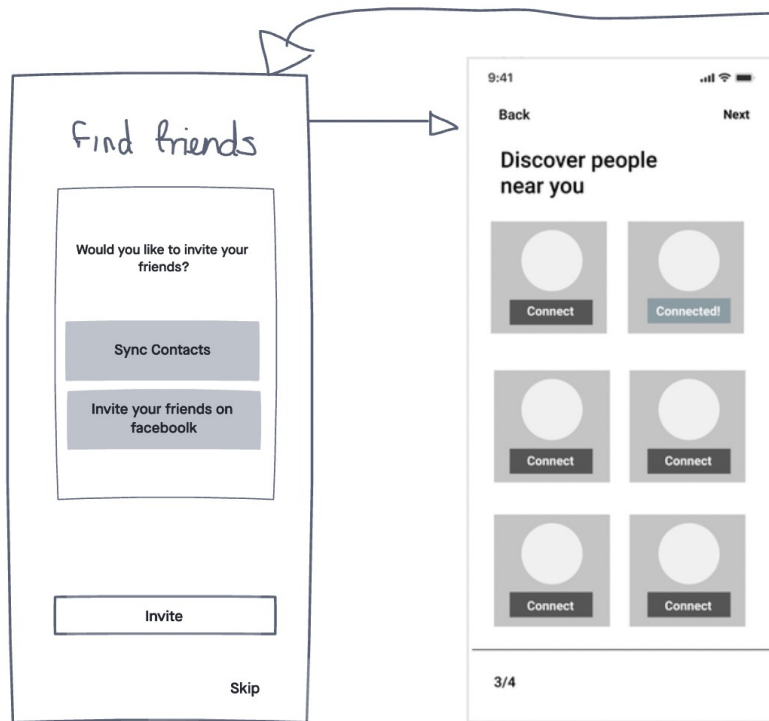 Find friends
Would you like to invite your
friends?
Sync Contacts
Invite your friends on
faceboolk
Invite
Skip
9:41
Back Next
Discover people
near you
Connect Connected!
Connect Connect
Connect Connect
3/4